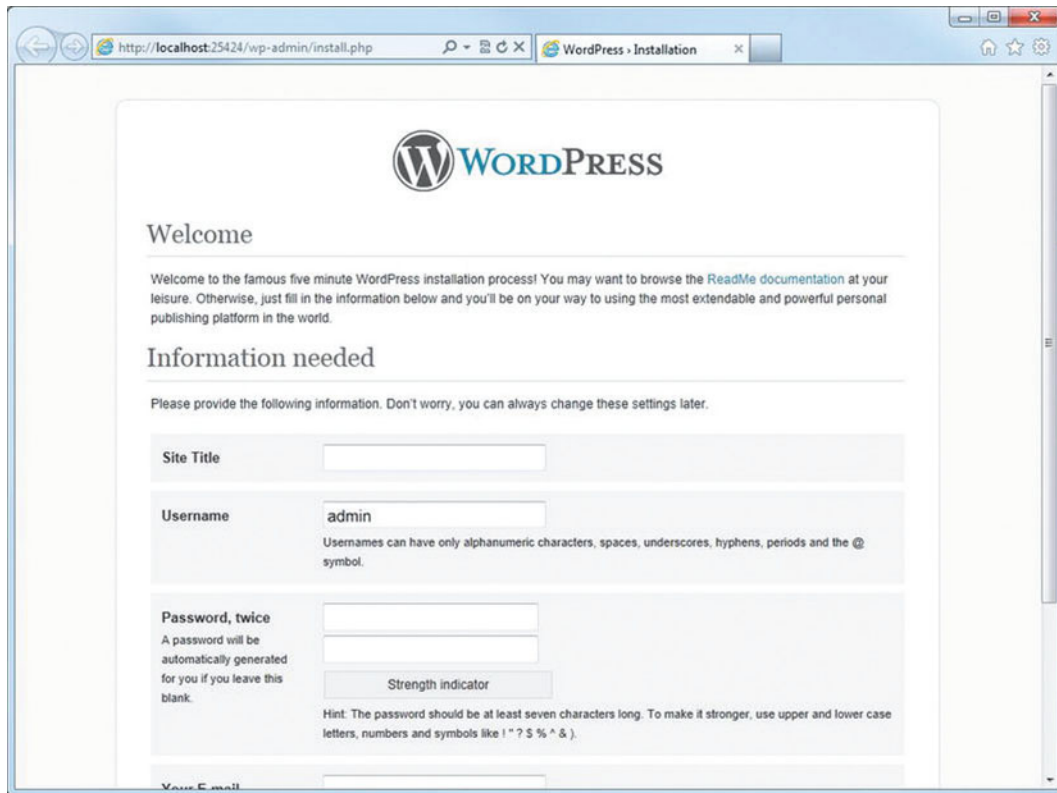 http://localhost:25424/wp-admin/install.php
WordPress › Installation
WORDPRESS
Welcome
Welcome to the famous five minute WordPress installation process! You may want to browse the ReadMe documentation at your
leisure. Otherwise, just fill in the information below and you'll be on your way to using the most extendable and powerful personal
publishing platform in the world.
Information needed
Please provide the following information. Don't worry, you can always change these settings later.
Site Title
Username
admin
Usernames can have only alphanumeric characters, spaces, underscores, hyphens, periods and the @
symbol.
Password, twice
A password will be
automatically generated
for you if you leave this
blank.
Strength indicator
Hint: The password should be at least seven characters long. To make it stronger, use upper and lower case
letters, numbers and symbols like ! " ? $ % ^ & ).
Your E-mail